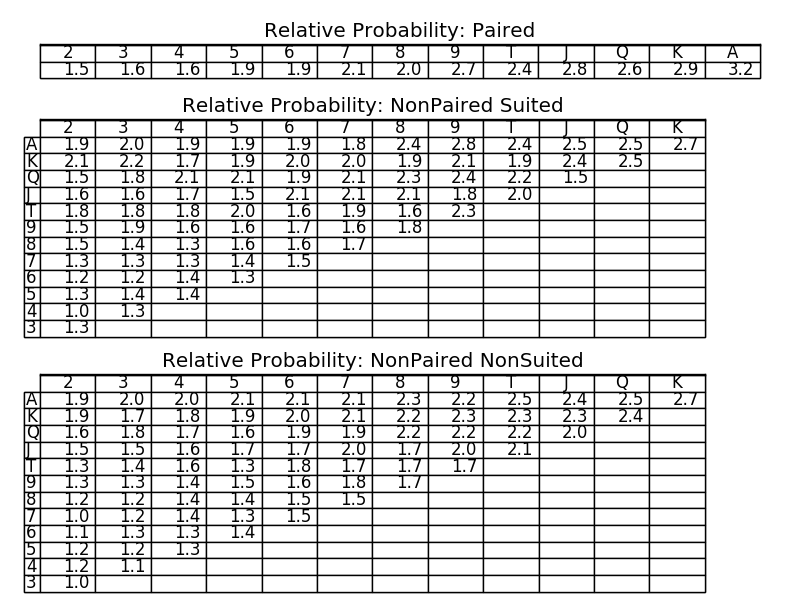 Relative Probability: Paired
2 3 4 5 6 7 8 9 T J Q K A
1.5 1.6 1.6 1.9 1.9 2.1 2.0 2.7 2.4 2.8 2.6 2.9 3.2
Relative Probability: NonPaired Suited
2 3 4 5 6 7 8 9 T J Q K
A 1.9 2.0 1.9 1.9 1.9 1.8 2.4 2.8 2.4 2.5 2.5 2.7
K 2.1 2.2 1.7 1.9 2.0 2.0 1.9 2.1 1.9 2.4 2.5
Q 1.5 1.8 2.1 2.1 1.9 2.1 2.3 2.4 2.2 1.5
J 1.6 1.6 1.7 1.5 2.1 2.1 2.1 1.8 2.0
T 1.8 1.8 1.8 2.0 1.6 1.9 1.6 2.3
9 1.5 1.9 1.6 1.6 1.7 1.6 1.8
8 1.5 1.4 1.3 1.6 1.6 1.7
7 1.3 1.3 1.3 1.4 1.5
6 1.2 1.2 1.4 1.3
5 1.3 1.4 1.4
4 1.0 1.3
3 1.3
Relative Probability: NonPaired NonSuited
2 3 4 5 6 7 8 9 T J Q K
A 1.9 2.0 2.0 2.1 2.1 2.1 2.3 2.2 2.5 2.4 2.5 2.7
K 1.9 1.7 1.8 1.9 2.0 2.1 2.2 2.3 2.3 2.3 2.4
Q 1.6 1.8 1.7 1.6 1.9 1.9 2.2 2.2 2.2 2.0
J 1.5 1.5 1.6 1.7 1.7 2.0 1.7 2.0 2.1
T 1.3 1.4 1.6 1.3 1.8 1.7 1.7 1.7
9 1.3 1.3 1.4 1.5 1.6 1.8 1.7
8 1.2 1.2 1.4 1.4 1.5 1.5
7 1.0 1.2 1.4 1.3 1.5
6 1.1 1.3 1.3 1.4
5 1.2 1.2 1.3
4 1.2 1.1
3 1.0